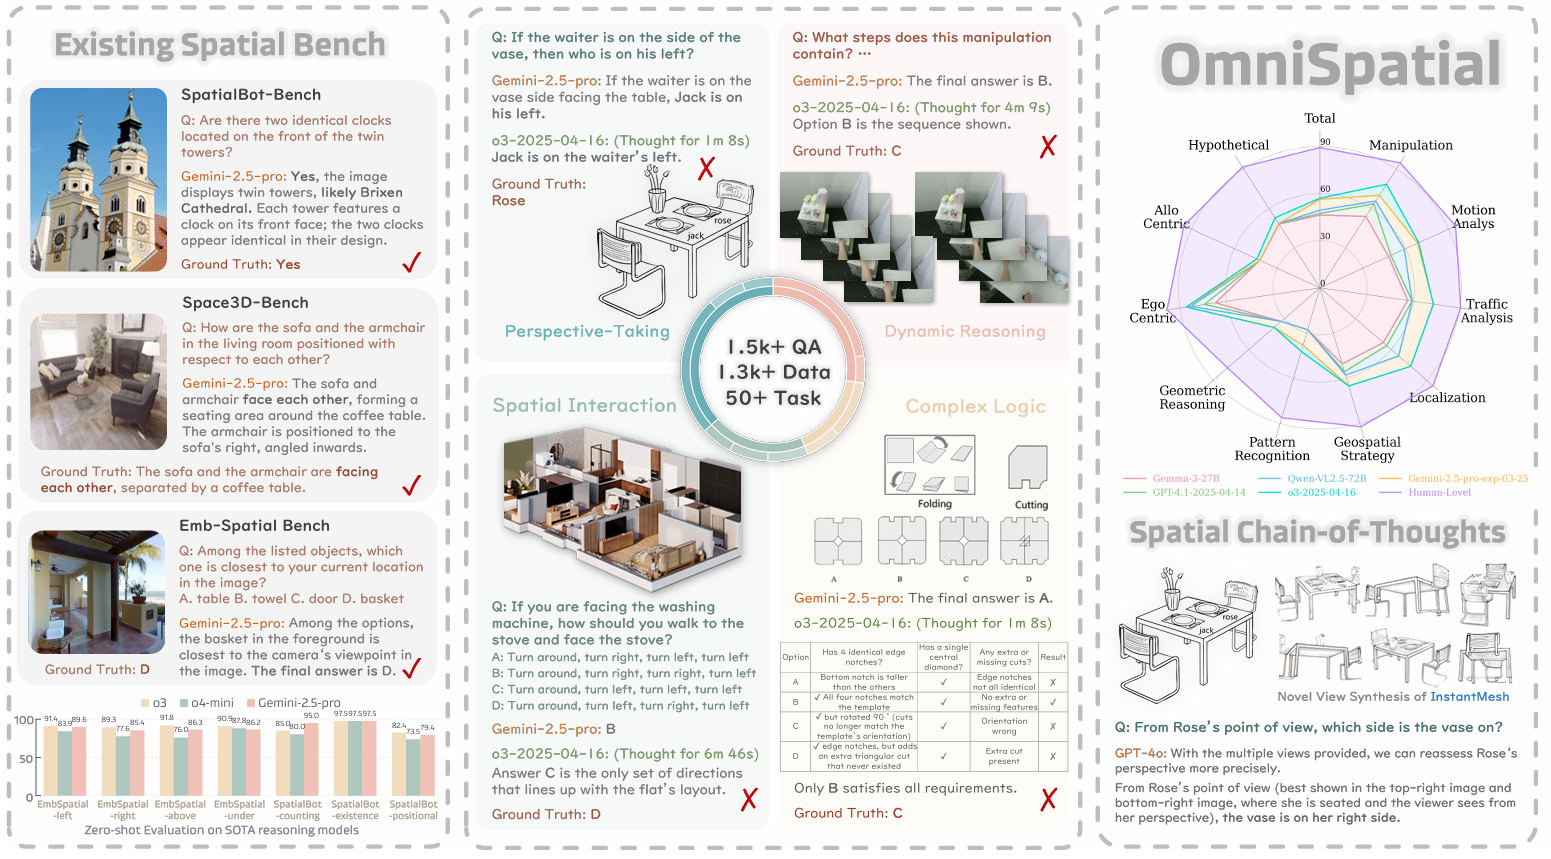 Existing Spatial Bench
SpatialBot-Bench
Q: Are there two identical clocks
located on the front of the twin
towers?
Gemini-2.5-pro: Yes, the image
displays twin towers, likely Brixen
Cathedral. Each tower features a
clock on its front face; the two clocks
appear identical in their design.
Ground Truth: Yes
Space3D-Bench
Q: How are the sofa and the armchair
in the living room positioned with
respect to each other?
Gemini-2.5-pro: The sofa and
armchair face each other, forming a
seating area around the coffee table.
The armchair is positioned to the
sofa's right, angled inwards.
Ground Truth: The sofa and the armchair are facing
each other, separated by a coffee table.
Emb-Spatial Bench
Q: Among the listed objects, which
one is closest to your current location
in the image?
A. table B. towel C. door D. basket
Gemini-2.5-pro: Among the options,
the basket in the foreground is
closest to the camera's viewpoint in
the image. The final answer is D.
Ground Truth: D
o3 o4-mini Gemini-2.5-pro
100
50
0
91.4 83.9 89.6
89.3 77.6 85.4
91.8 76.0 86.3
90.9 87.8 86.2
85.0 80.0 95.0
97.5 97.5 97.5
82.4 73.5 79.4
EmbSpatial
-left
EmbSpatial
-right
EmbSpatial
-above
EmbSpatial
-under
SpatialBot
-counting
SpatialBot
-existence
SpatialBot
-positional
Zero-shot Evaluation on SOTA reasoning models
Q: If the waiter is on the side of the
vase, then who is on his left?
Gemini-2.5-pro: If the waiter is on the
vase side facing the table, Jack is on
his left.
o3-2025-04-16: (Thought for 1m 8s)
Jack is on the waiter's left.
Ground Truth:
Rose
rose
jack
Perspective-Taking
Q: What steps does this manipulation
contain? ···
Gemini-2.5-pro: The final answer is B.
o3-2025-04-16: (Thought for 4m 9s)
Option B is the sequence shown.
Ground Truth: C
Dynamic Reasoning
1.5k+ QA
1.3k+ Data
50+ Task
Spatial Interaction
Q: If you are facing the washing
machine, how should you walk to the
stove and face the stove?
A: Turn around, turn right, turn left, turn left
B: Turn around, turn right, turn right, turn left
C: Turn around, turn left, turn left, turn left
D: Turn around, turn left, turn right, turn left
Gemini-2.5-pro: B
o3-2025-04-16: (Thought for 6m 46s)
Answer C is the only set of directions
that lines up with the flat's layout.
Ground Truth: D
Complex Logic
Folding
Cutting
A B C D
Gemini-2.5-pro: The final answer is A.
o3-2025-04-16: (Thought for 1m 8s)
Option
Has 4 identical edge
notches?
Has a single
central
diamond?
Any extra or
missing cuts?
Result
A
Bottom notch is taller
than the others
✓
Edge notches
not all identical
✗
B
✓ All four notches match
the template
✓
No extra or
missing features
✓
C
✓ but rotated 90 ° (cuts
no longer match the
template's orientation)
✓
Orientation
wrong
✗
D
✓ edge notches, but adds
an extra triangular cut
that never existed
✓
Extra cut
present
✗
Only B satisfies all requirements.
Ground Truth: C
OmniSpatial
Total
Manipulation
Motion
Analys
Traffic
Analysis
Localization
Geospatial
Strategy
Pattern
Recognition
Geometric
Reasoning
Ego
Centric
Allo
Centric
Hypothetical
90
60
30
0
Gemma-3-27B
Qwen-VL2.5-72B
Gemini-2.5-pro-exp-03-25
GPT-4.1-2025-04-14
o3-2025-04-16
Human-Level
Spatial Chain-of-Thoughts
rose
jack
Novel View Synthesis of InstantMesh
Q: From Rose's point of view, which side is the vase on?
GPT-4o: With the multiple views provided, we can reassess Rose's
perspective more precisely.
From Rose's point of view (best shown in the top-right image and
bottom-right image, where she is seated and the viewer sees from
her perspective), the vase is on her right side.